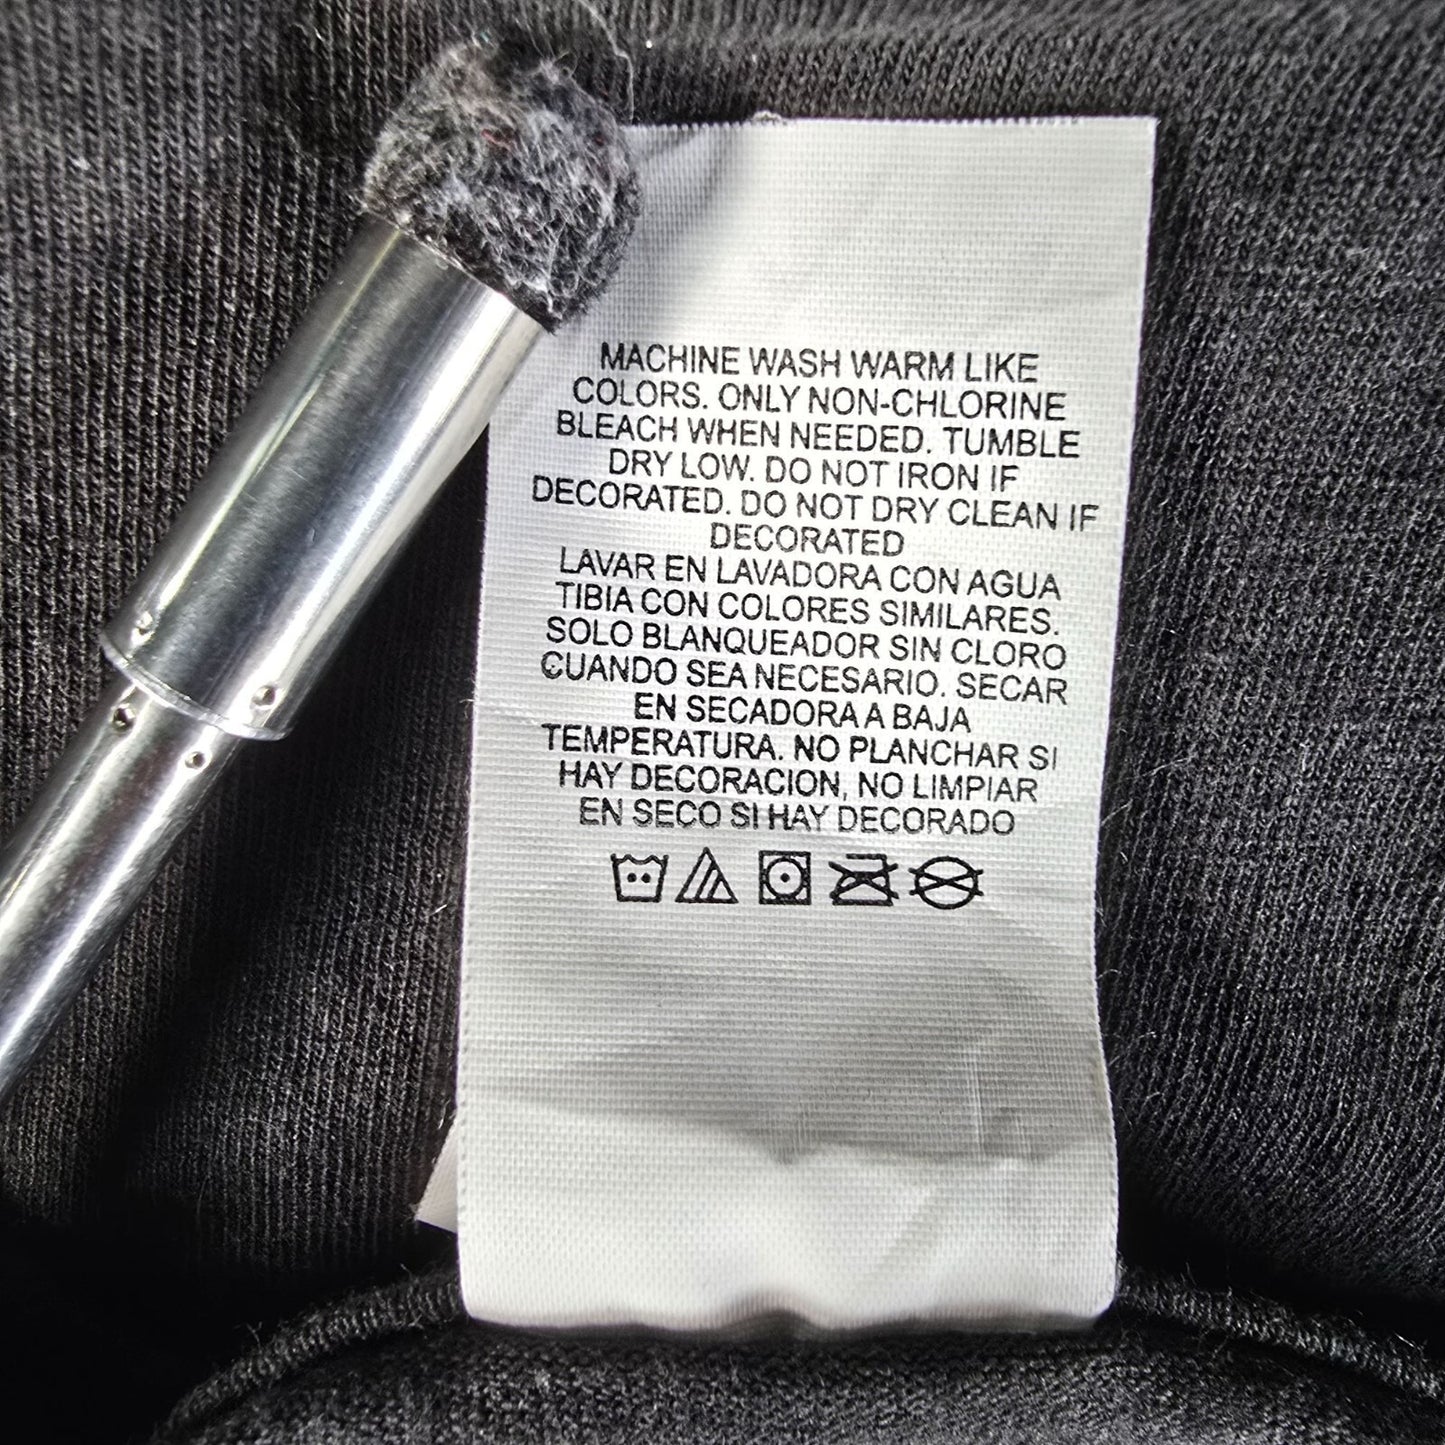 MACHINE WASH WARM LIKE
COLORS. ONLY NON-CHLORINE
BLEACH WHEN NEEDED. TUMBLE
DRY LOW. DO NOT IRON IF
DECORATED. DO NOT DRY CLEAN IF
DECORATED
LAVAR EN LAVADORA CON AGUA
TIBIA CON COLORES SIMILARES.
SOLO BLANQUEADOR SIN CLORO
CUANDO SEA NECESARIO. SECAR
EN SECADORA A BAJA
TEMPERATURA. NO PLANCHAR SI
HAY DECORACION, NO LIMPIAR
EN SECO SI HAY DECORADO